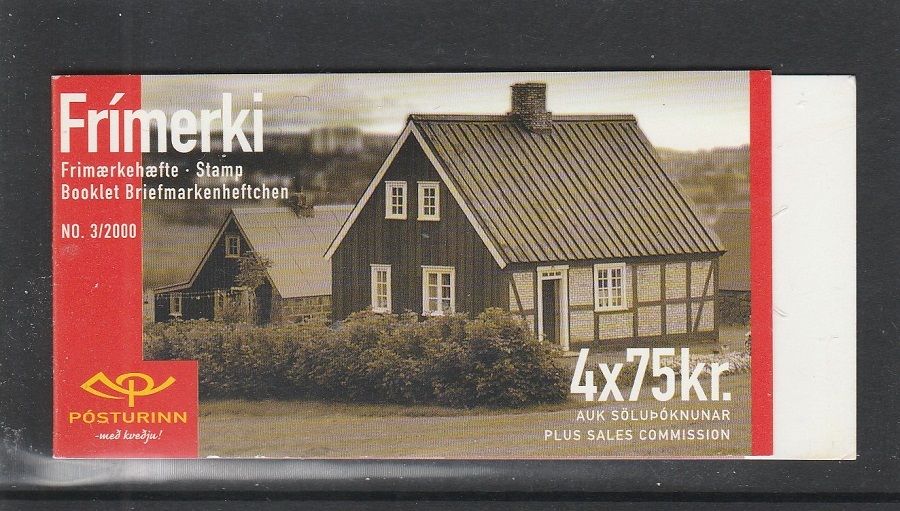 Frímerki
Frimærkehæfte · Stamp
Booklet Briefmarkenheftchen
NO. 3/2000
PÓSTURINN
-með kveðju!
4x75kr.
AUK SÖLUÞÓKNUNAR
PLUS SALES COMMISSION